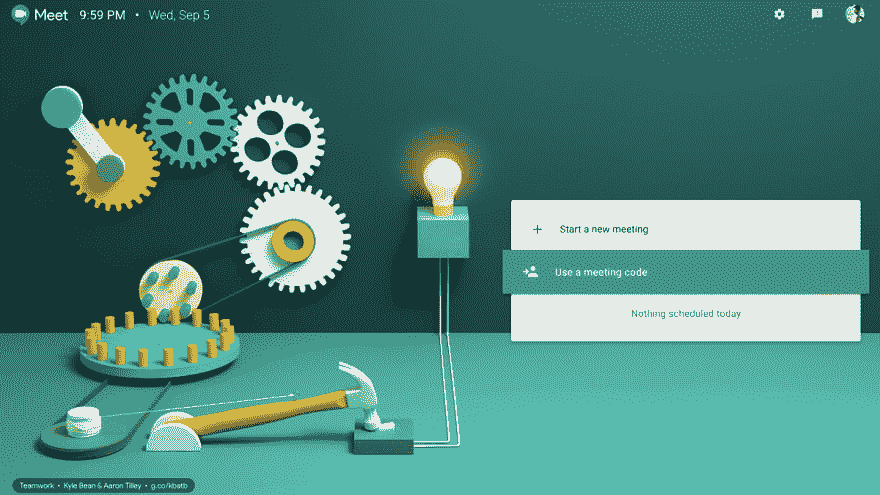 Meet 9:59 PM • Wed, Sep 5
Start a new meeting
Use a meeting code
Nothing scheduled today
Teamwork • Kyle Bean & Aaron Tilley • g.co/kbatb